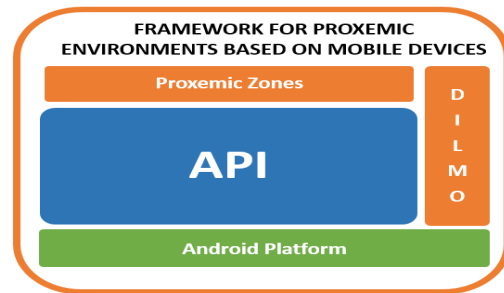 FRAMEWORK FOR PROXEMIC
ENVIRONMENTS BASED ON MOBILE DEVICES
Proxemic Zones
D
I
L
M
O
API
Android Platform